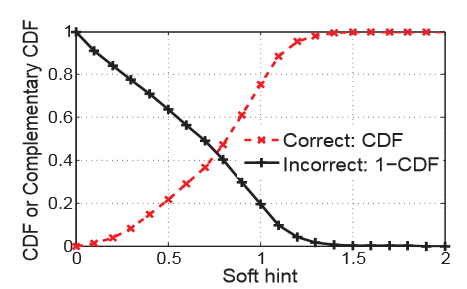 CDF or Complementary CDF
1
0.8
0.6
0.4
0.2
0
Correct: CDF
Incorrect: 1−CDF
0 0.5 1 1.5 2
Soft hint